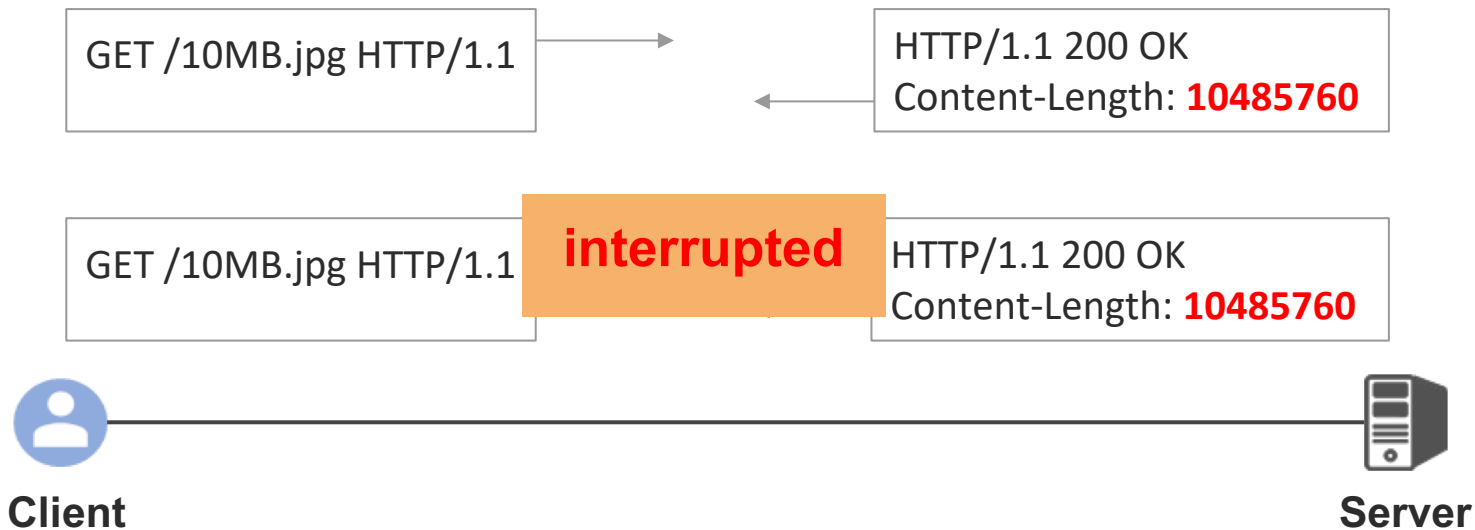 GET /10MB.jpg HTTP/1.1
HTTP/1.1 200 OK
Content-Length: 10485760
GET /10MB.jpg HTTP/1.1
interrupted
HTTP/1.1 200 OK
Content-Length: 10485760
Client
Server